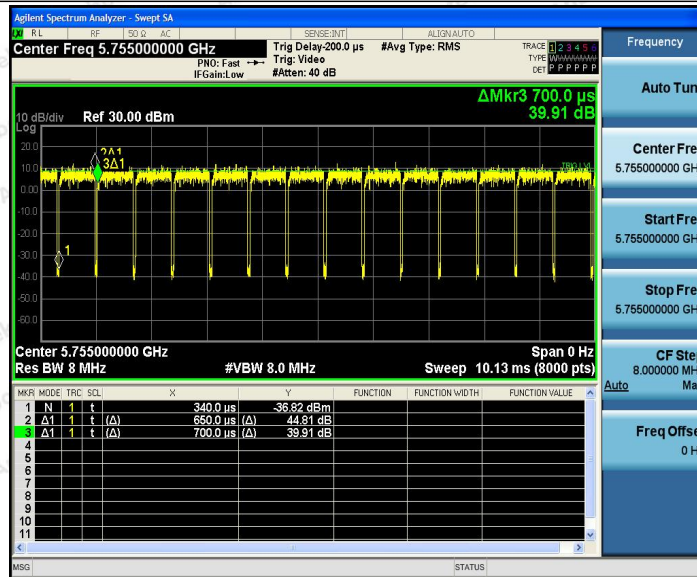 Agilent Spectrum Analyzer - Swept SA
RL RF 50 Ω AC SENSE:INT ALIGNAUTO
Center Freq 5.755000000 GHz
PNO: Fast
IFGain:Low
Trig Delay-200.0 µs
Trig: Video
#Atten: 40 dB
#Avg Type: RMS
TRACE 1 2 3 4 5 6
TYPE W
DET P P P P P P
ΔMkr3 700.0 µs
39.91 dB
10 dB/div Ref 30.00 dBm
Log
20.0
10.0
0.00
-10.0
-20.0
-30.0
-40.0
-50.0
-60.0
2Δ1
3Δ1
1
TRIG LVL
Center 5.755000000 GHz Span 0 Hz
Res BW 8 MHz #VBW 8.0 MHz Sweep 10.13 ms (8000 pts)
MKR MODE TRC SCL X Y FUNCTION FUNCTION WIDTH FUNCTION VALUE
1 N 1 t 340.0 µs -36.82 dBm
2 Δ1 1 t (Δ) 650.0 µs (Δ) 44.81 dB
3 Δ1 1 t (Δ) 700.0 µs (Δ) 39.91 dB
4
5
6
7
8
9
10
11
MSG STATUS
Frequency
Auto Tun
Center Fre
5.755000000 GH
Start Fre
5.755000000 GH
Stop Fre
5.755000000 GH
CF Ste
8.000000 MH
Auto Ma
Freq Offse
0 H